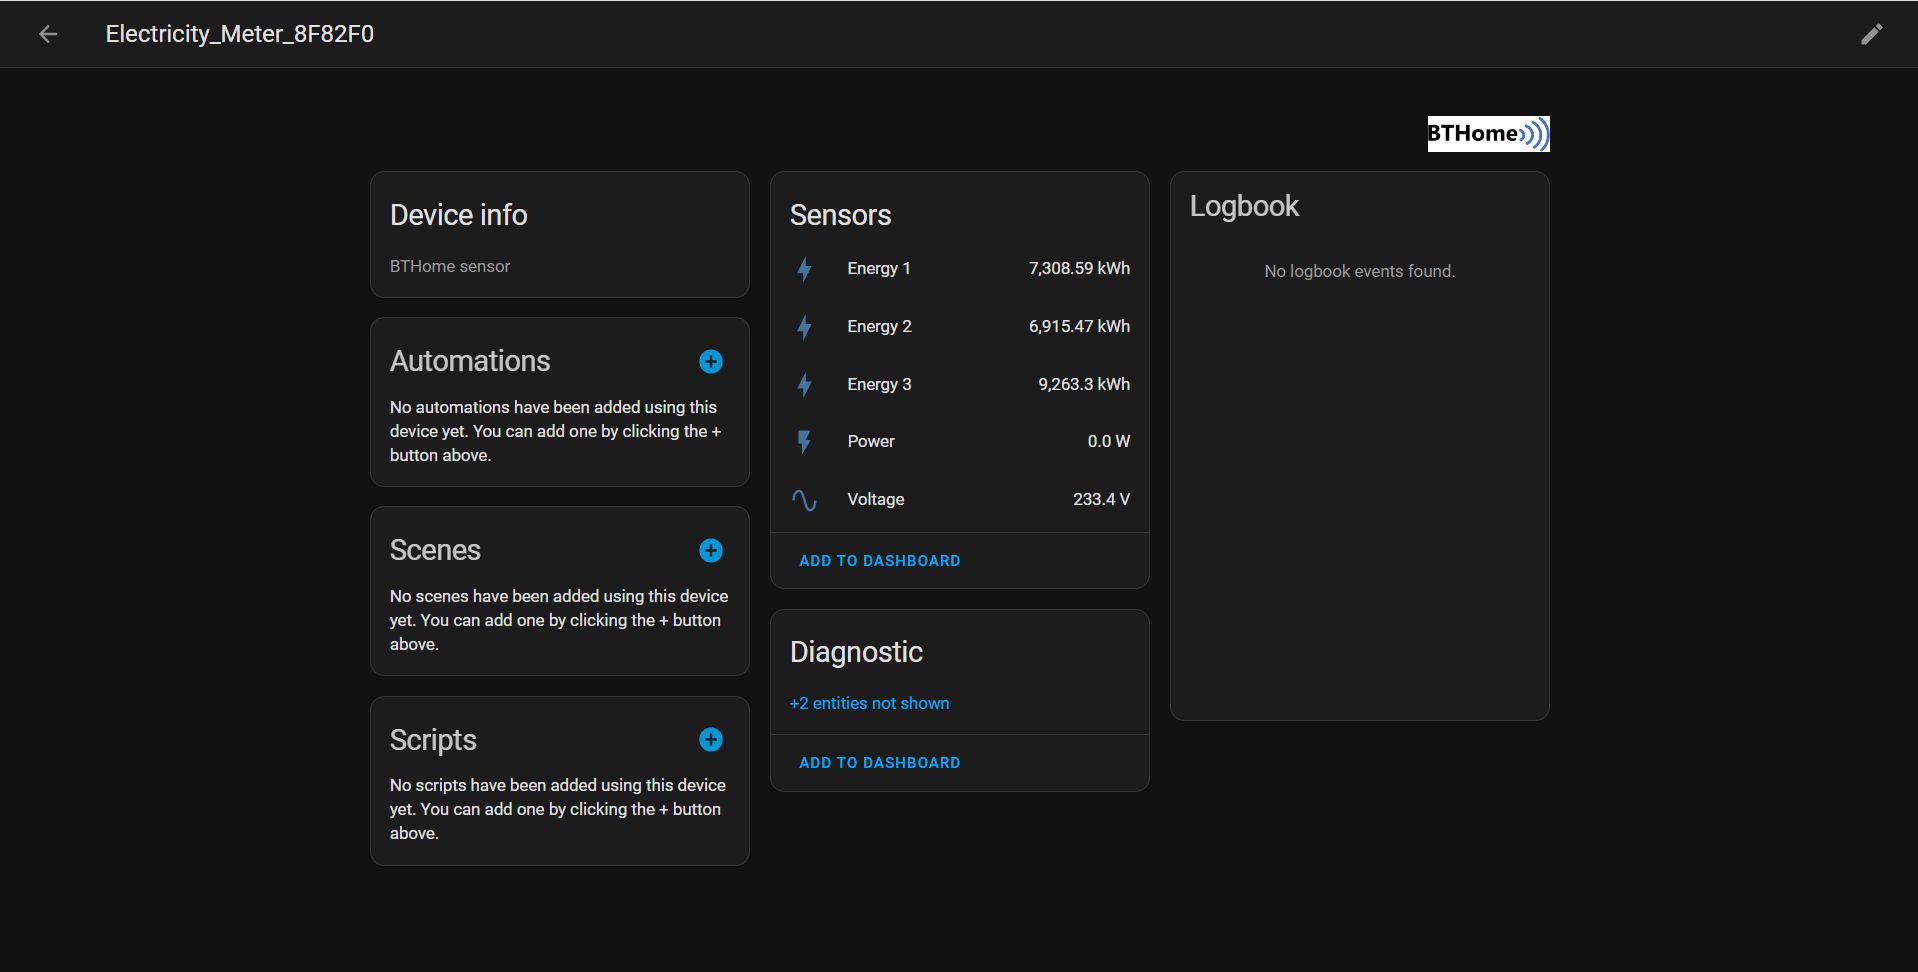 Electricity_Meter_8F82F0
BTHome
Device info
BTHome sensor
Automations
No automations have been added using this
device yet. You can add one by clicking the +
button above.
Scenes
No scenes have been added using this device
yet. You can add one by clicking the + button
above.
Scripts
No scripts have been added using this device
yet. You can add one by clicking the + button
above.
Sensors
Energy 1 7,308.59 kWh
Energy 2 6,915.47 kWh
Energy 3 9,263.3 kWh
Power 0.0 W
Voltage 233.4 V
ADD TO DASHBOARD
Diagnostic
+2 entities not shown
ADD TO DASHBOARD
Logbook
No logbook events found.